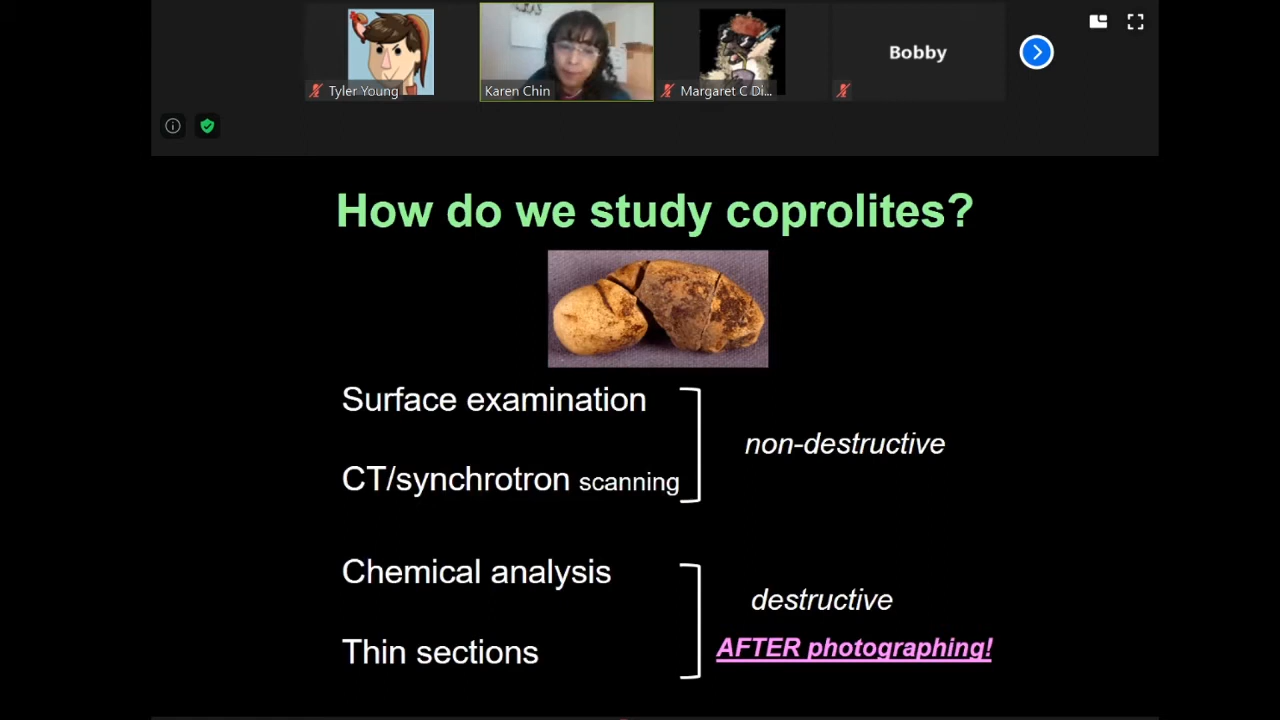 Tyler Young
Karen Chin
Margaret C Di...
Bobby
How do we study coprolites?
Surface examination
non-destructive
CT/synchrotron scanning
Chemical analysis
destructive
AFTER photographing!
Thin sections